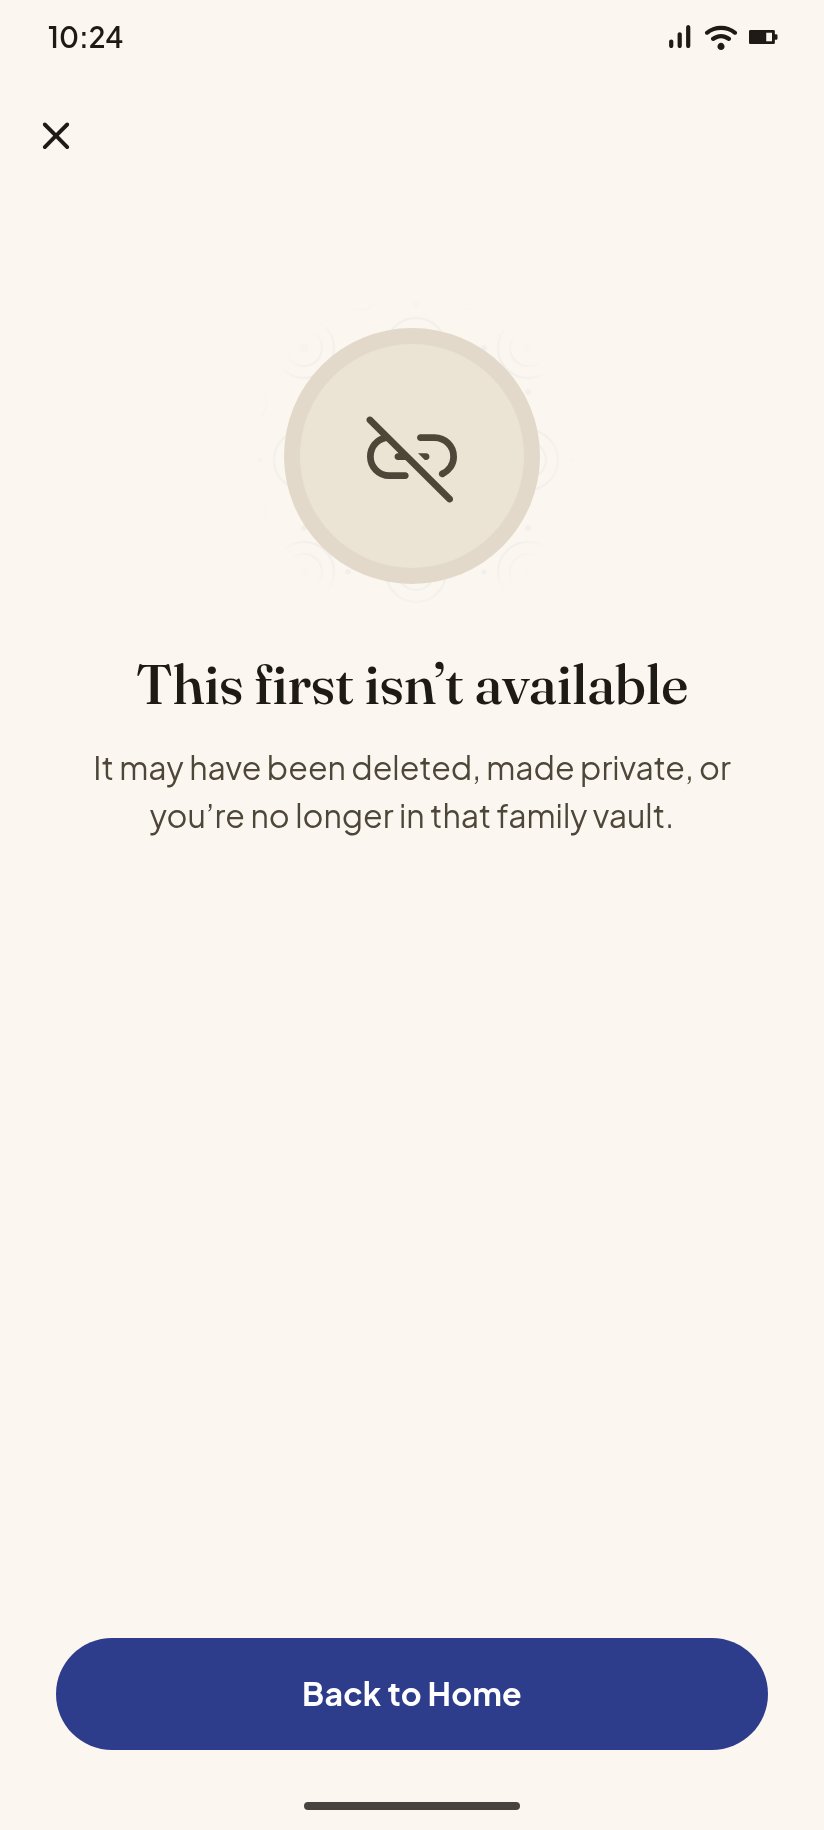 10:24
This first isn’t available
It may have been deleted, made private, or
you’re no longer in that family vault.
Back to Home